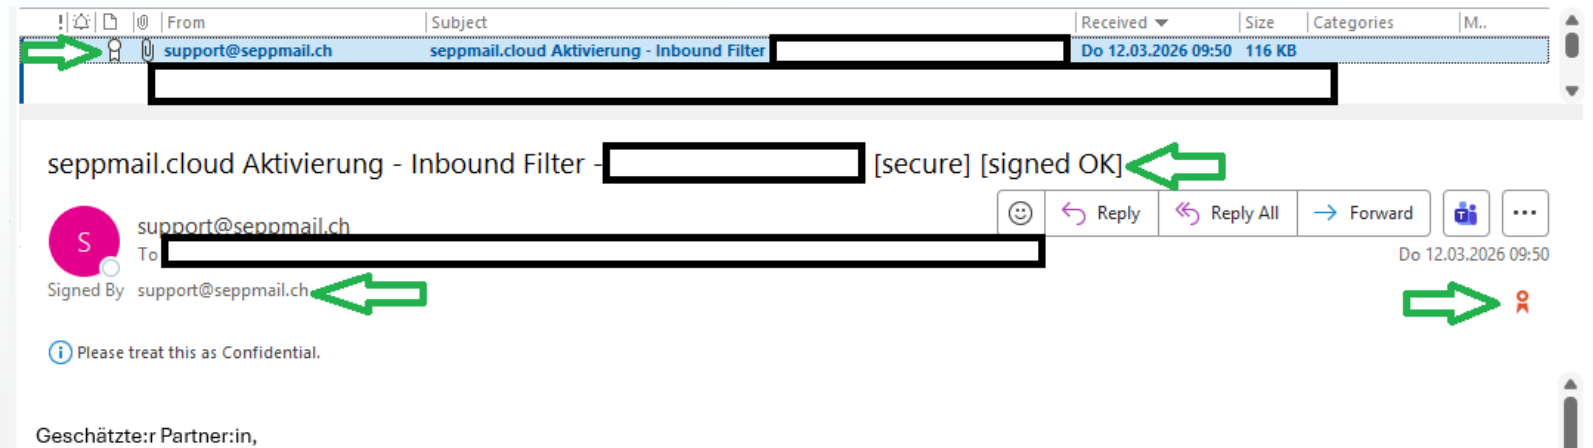 ! From Subject Received Size Categories M..
support@seppmail.ch seppmail.cloud Aktivierung - Inbound Filter Do 12.03.2026 09:50 116 KB
seppmail.cloud Aktivierung - Inbound Filter - [secure] [signed OK]
S
support@seppmail.ch
Reply Reply All Forward
To
Do 12.03.2026 09:50
Signed By support@seppmail.ch
Please treat this as Confidential.
Geschätzte:r Partner:in,